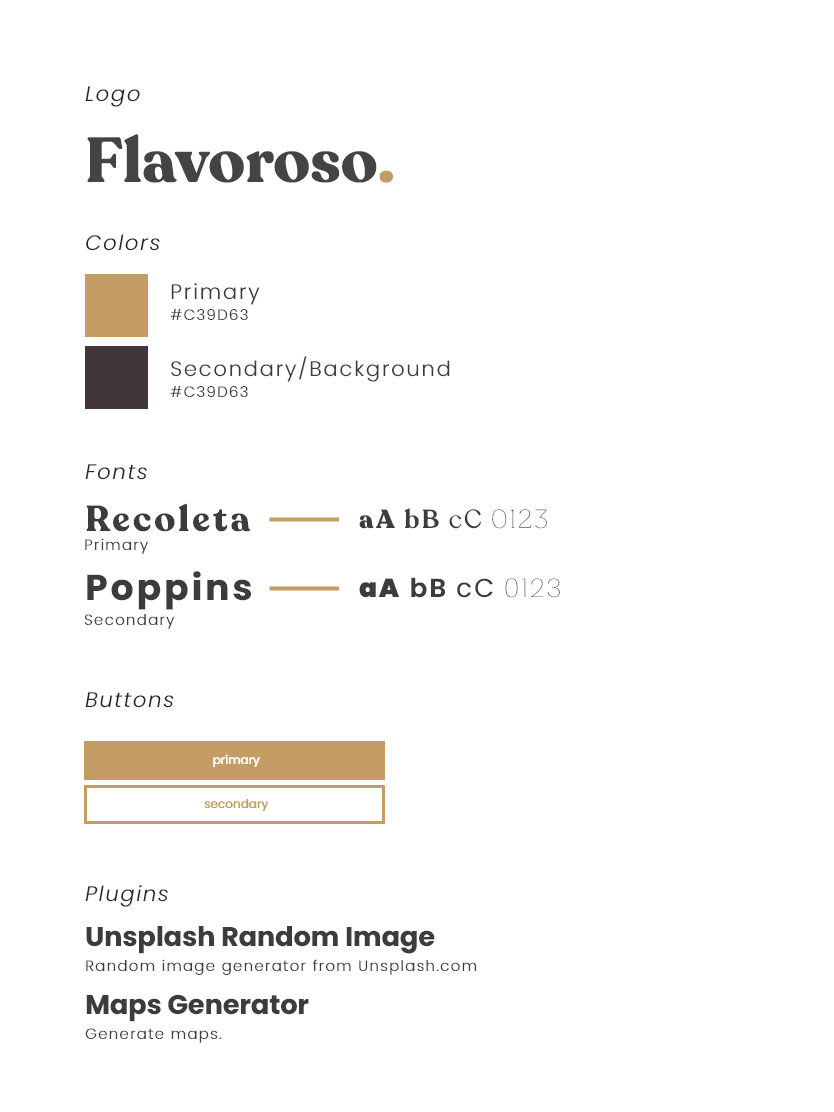 Logo
Flavoroso.
Colors
Primary
#C39D63
Secondary/Background
#C39D63
Fonts
Recoleta aA bB cC 0123
Primary
Poppins aA bB cC 0123
Secondary
Buttons
primary
secondary
Plugins
Unsplash Random Image
Random image generator from Unsplash.com
Maps Generator
Generate maps.